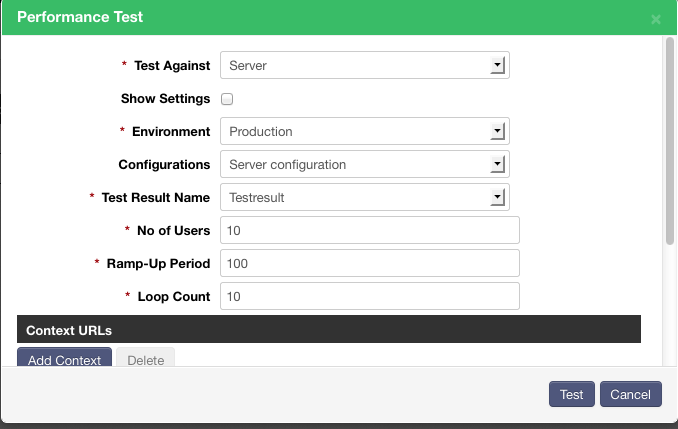 Performance Test ×
* Test Against Server
Show Settings
* Environment Production
Configurations Server configuration
* Test Result Name Testresult
* No of Users 10
* Ramp-Up Period 100
* Loop Count 10
Context URLs
Add Context Delete
Test Cancel